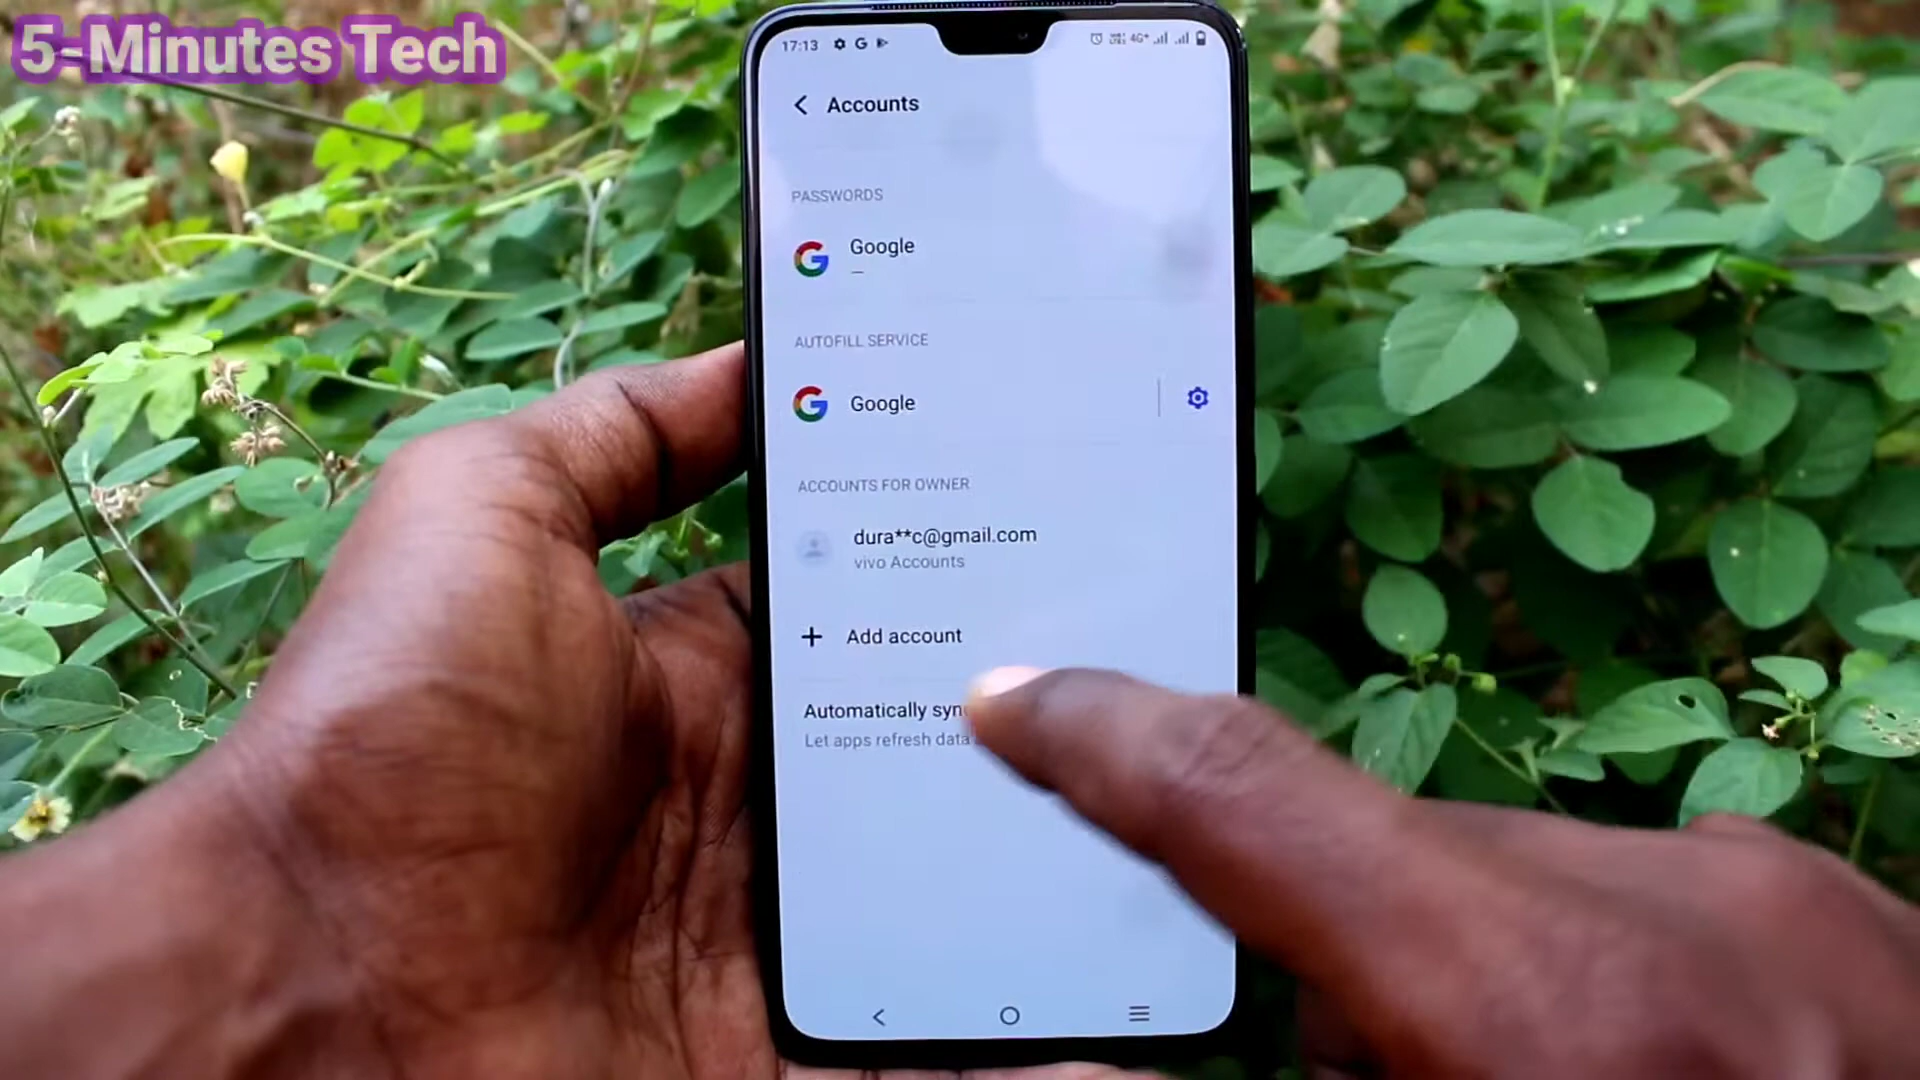 5-Minutes Tech
17:13
4G+
Accounts
PASSWORDS
Google
—
AUTOFILL SERVICE
Google
ACCOUNTS FOR OWNER
dura**c@gmail.com
vivo Accounts
+ Add account
Automatically
Let apps refresh data